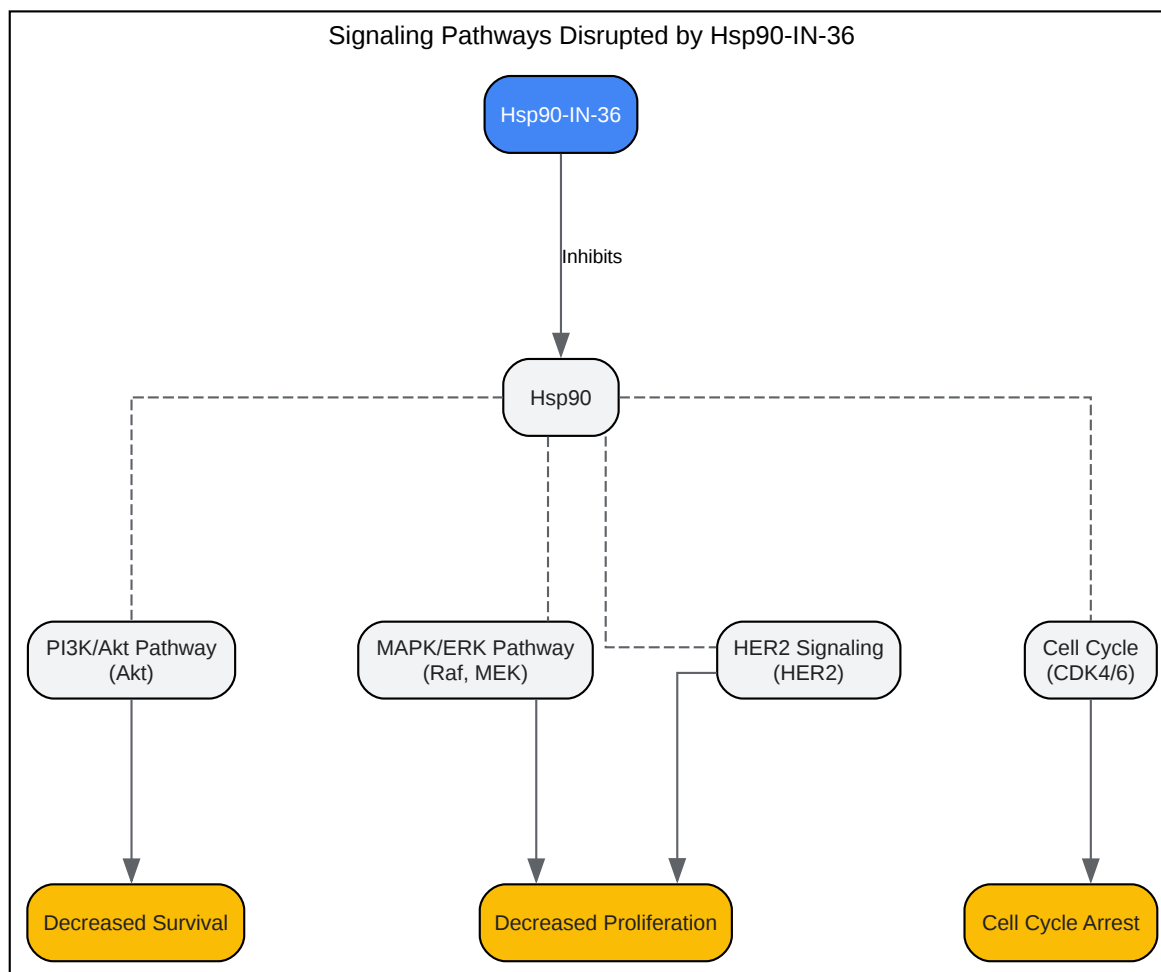 Signaling Pathways Disrupted by Hsp90-IN-36
Hsp90-IN-36
Inhibits
Hsp90
PI3K/Akt Pathway
(Akt)
MAPK/ERK Pathway
(Raf, MEK)
HER2 Signaling
(HER2)
Cell Cycle
(CDK4/6)
Decreased Survival
Decreased Proliferation
Cell Cycle Arrest